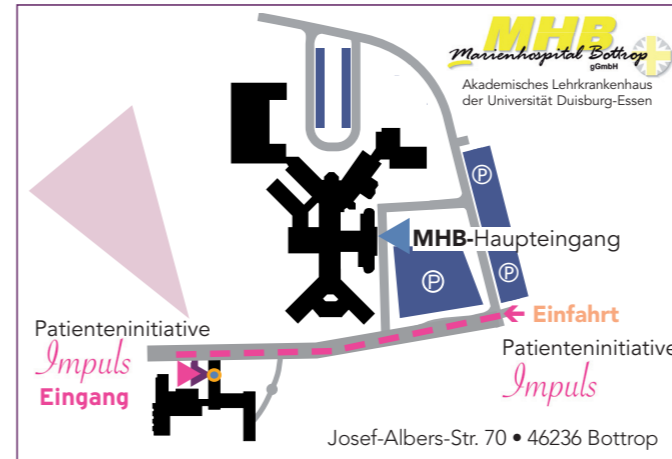 MHB
Marienhospital Bottrop
gGmbH
Akademisches Lehrkrankenhaus
der Universität Duisburg-Essen
P
MHB-Haupteingang
P
P
Einfahrt
Patienteninitiative
Impuls
Eingang
Patienteninitiative
Impuls
Josef-Albers-Str. 70 • 46236 Bottrop